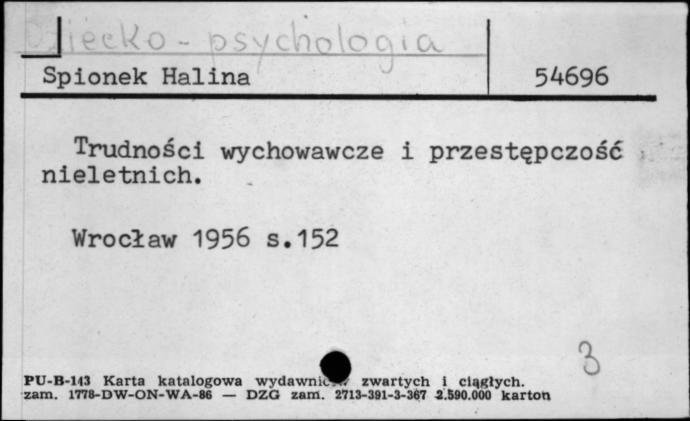 Dziecko - psychologia
Spionek Halina 54696
Trudności wychowawcze i przestępczość
nieletnich.
Wrocław 1956 s.152
3
PU-B-143 Karta katalogowa zwartych i ciągłych.
zam. 1778-DW-ON-WA-86 — DZG zam. 2713-391-3-367 2.590.000 karton